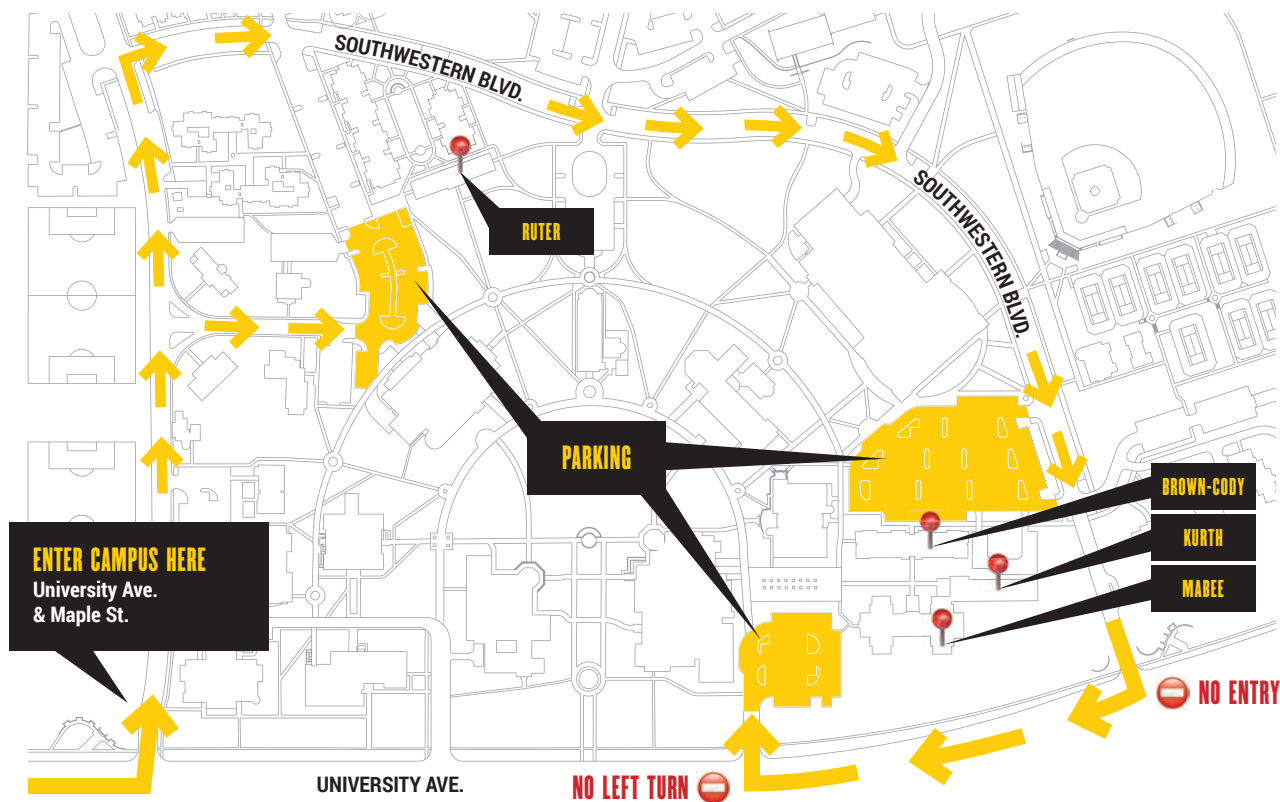 SOUTHWESTERN BLVD.
RUTER
SOUTHWESTERN BLVD.
PARKING
BROWN-CODY
KURTH
MABEE
ENTER CAMPUS HERE
University Ave.
& Maple St.
NO ENTRY
UNIVERSITY AVE.
NO LEFT TURN